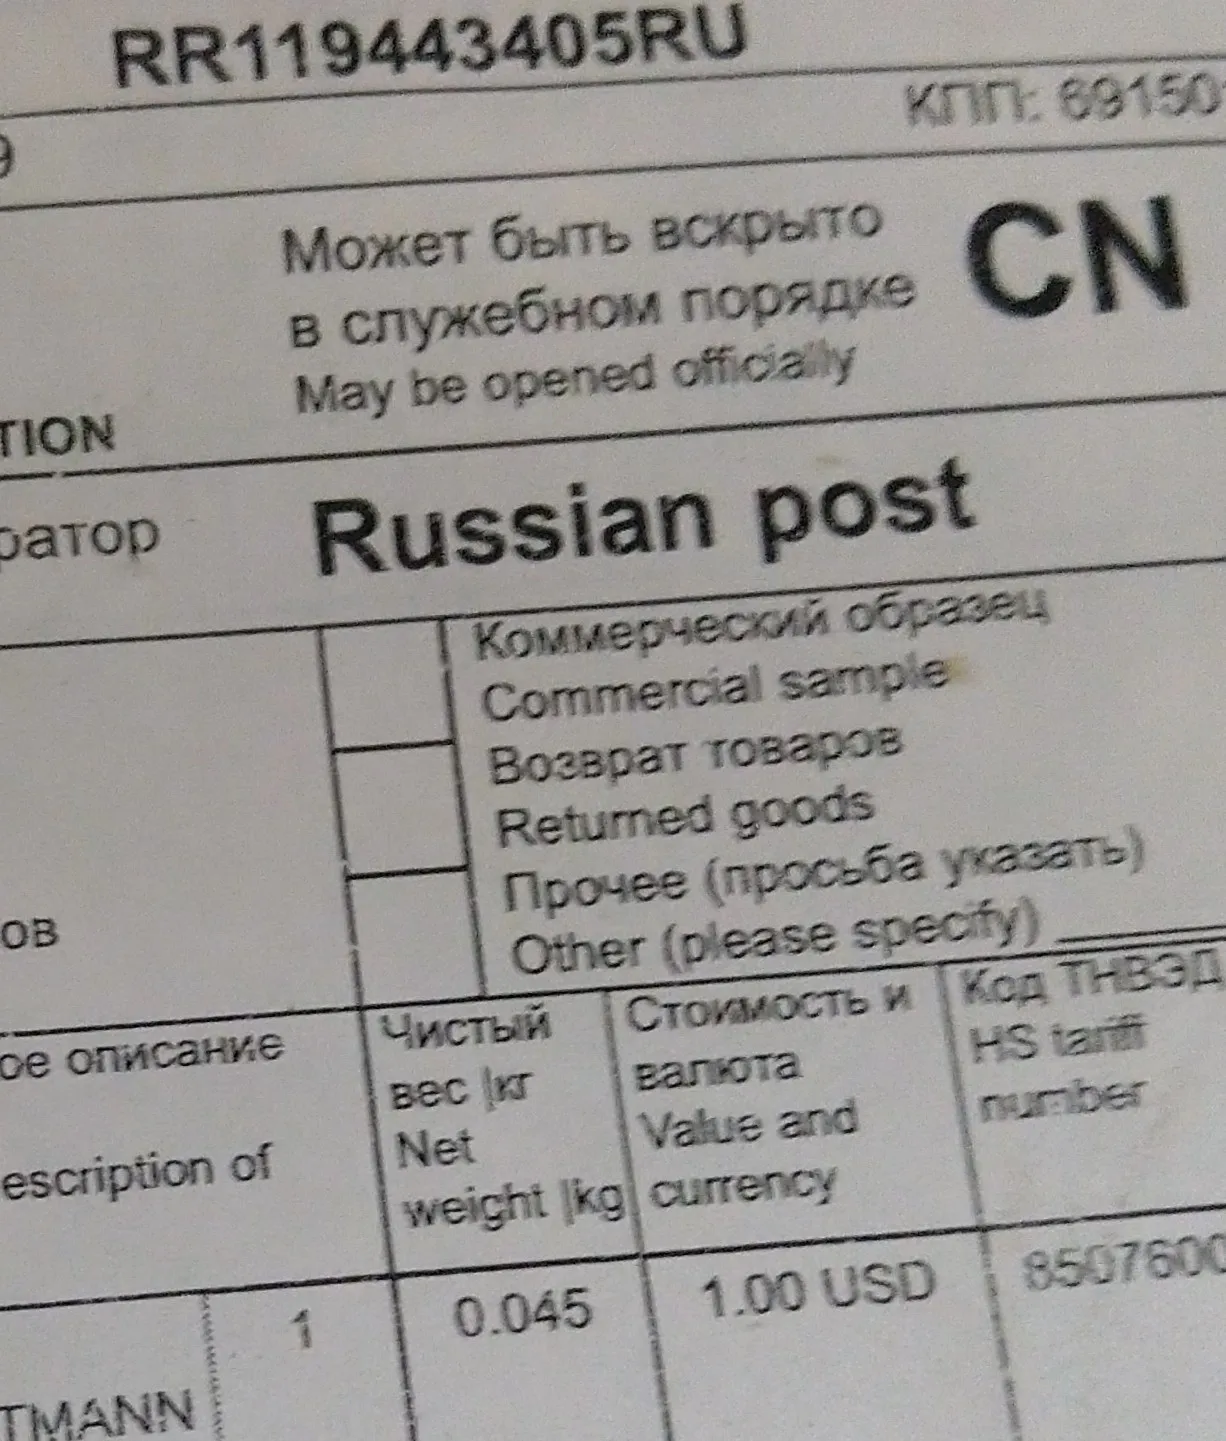 RR119443405RU
9
КПП: 69150
Может быть вскрыто
в служебном порядке
May be opened officially
CN
TION
ратор
Russian post
Коммерческий образец
Commercial sample
Возврат товаров
Returned goods
Прочее (просьба указать)
ов
Other (please specify)
ое описание
escription of
Чистый
вес |кг
Net
weight |kg
Стоимость и
валюта
Value and
currency
Код ТНВЭД
HS tariff
number
1
0.045
1.00 USD
8507600
TMANN